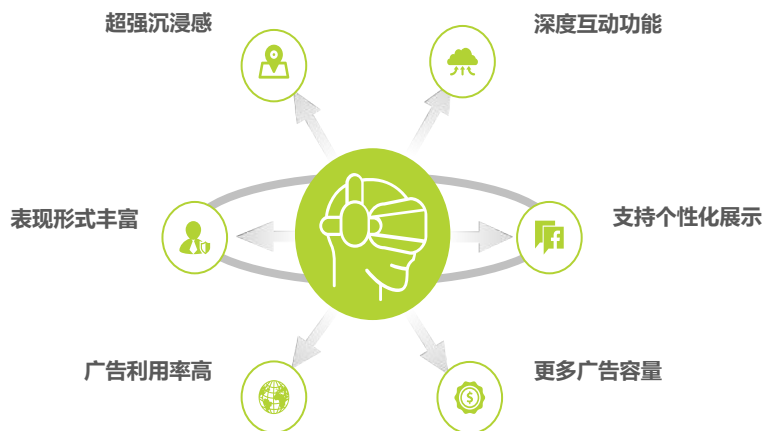 超强沉浸感
深度互动功能
表现形式丰富
支持个性化展示
广告利用率高
更多广告容量